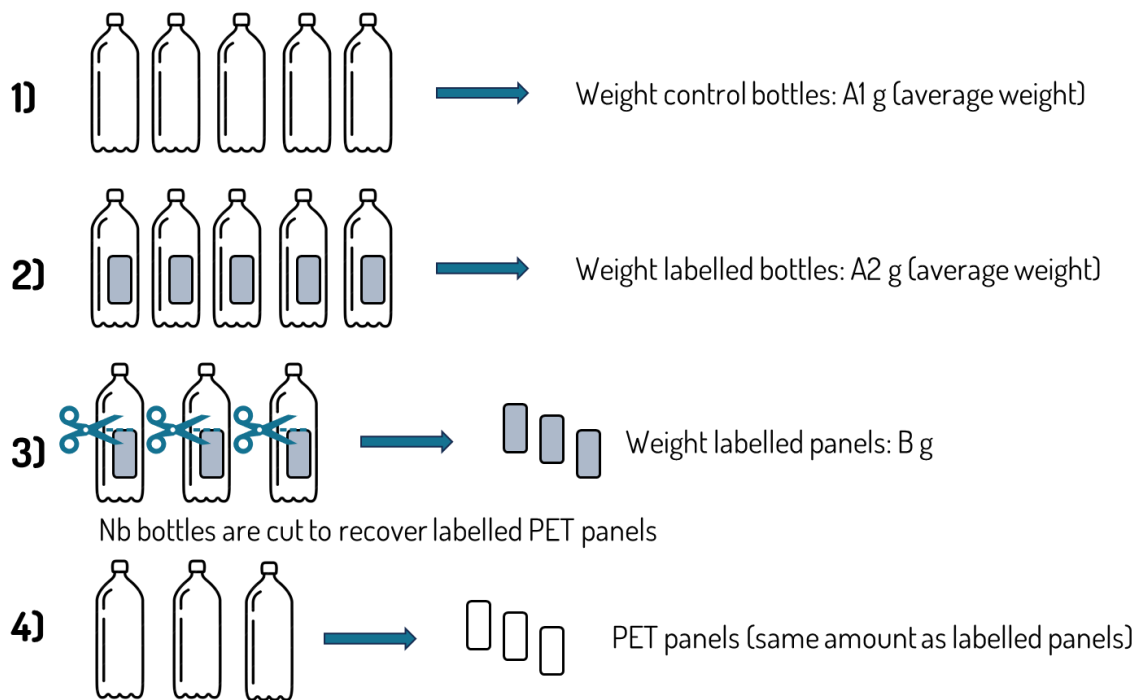 1)
Weight control bottles: A1 g (average weight)
2)
Weight labelled bottles: A2 g (average weight)
3)
Weight labelled panels: B g
Nb bottles are cut to recover labelled PET panels
4)
PET panels (same amount as labelled panels)